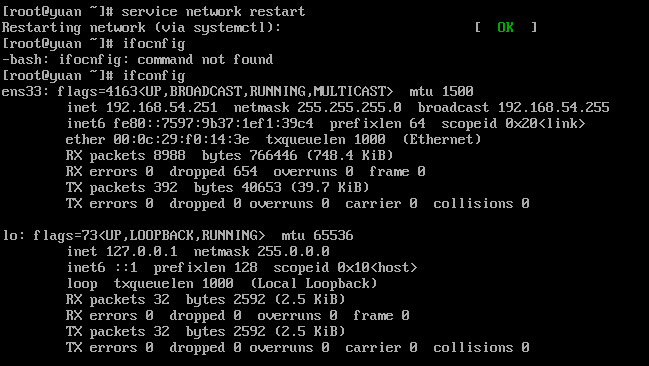 [root@yuan ~]# service network restart
Restarting network (via systemctl):                        [  OK  ]
[root@yuan ~]# ifocnfig
-bash: ifocnfig: command not found
[root@yuan ~]# ifconfig
ens33: flags=4163<UP,BROADCAST,RUNNING,MULTICAST>  mtu 1500
        inet 192.168.54.251  netmask 255.255.255.0  broadcast 192.168.54.255
        inet6 fe80::7597:9b37:1ef1:39c4  prefixlen 64  scopeid 0x20<link>
        ether 00:0c:29:f0:14:3e  txqueuelen 1000  (Ethernet)
        RX packets 8988  bytes 766446 (748.4 KiB)
        RX errors 0  dropped 654  overruns 0  frame 0
        TX packets 392  bytes 40653 (39.7 KiB)
        TX errors 0  dropped 0 overruns 0  carrier 0  collisions 0

lo: flags=73<UP,LOOPBACK,RUNNING>  mtu 65536
        inet 127.0.0.1  netmask 255.0.0.0
        inet6 ::1  prefixlen 128  scopeid 0x10<host>
        loop  txqueuelen 1000  (Local Loopback)
        RX packets 32  bytes 2592 (2.5 KiB)
        RX errors 0  dropped 0  overruns 0  frame 0
        TX packets 32  bytes 2592 (2.5 KiB)
        TX errors 0  dropped 0 overruns 0  carrier 0  collisions 0